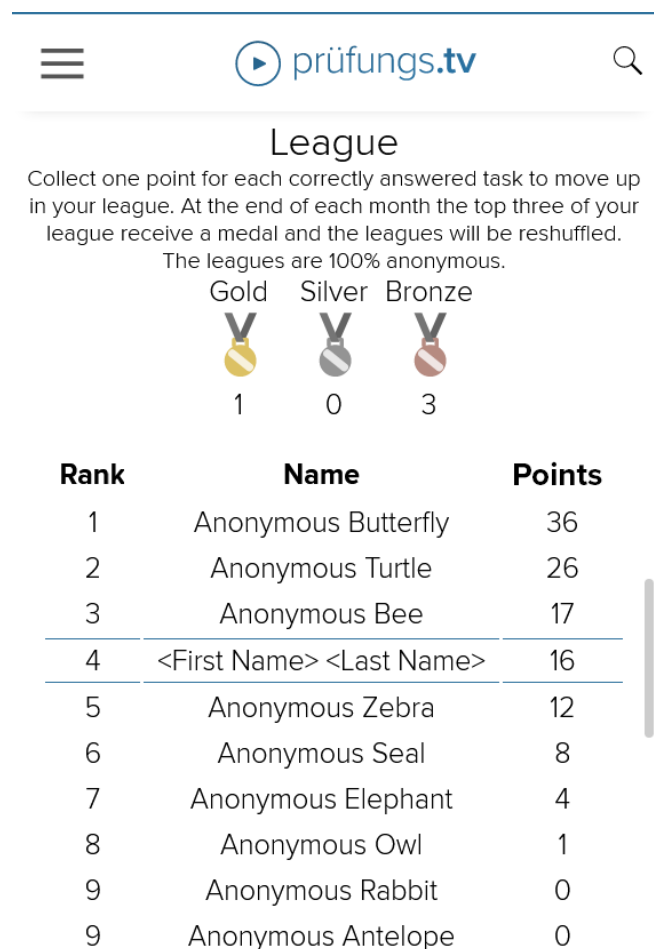 prüfungs.tv
League
Collect one point for each correctly answered task to move up
in your league. At the end of each month the top three of your
league receive a medal and the leagues will be reshuffled.
The leagues are 100% anonymous.
Gold Silver Bronze
1 0 3
Rank Name Points
1 Anonymous Butterfly 36
2 Anonymous Turtle 26
3 Anonymous Bee 17
4 <First Name> <Last Name> 16
5 Anonymous Zebra 12
6 Anonymous Seal 8
7 Anonymous Elephant 4
8 Anonymous Owl 1
9 Anonymous Rabbit 0
9 Anonymous Antelope 0